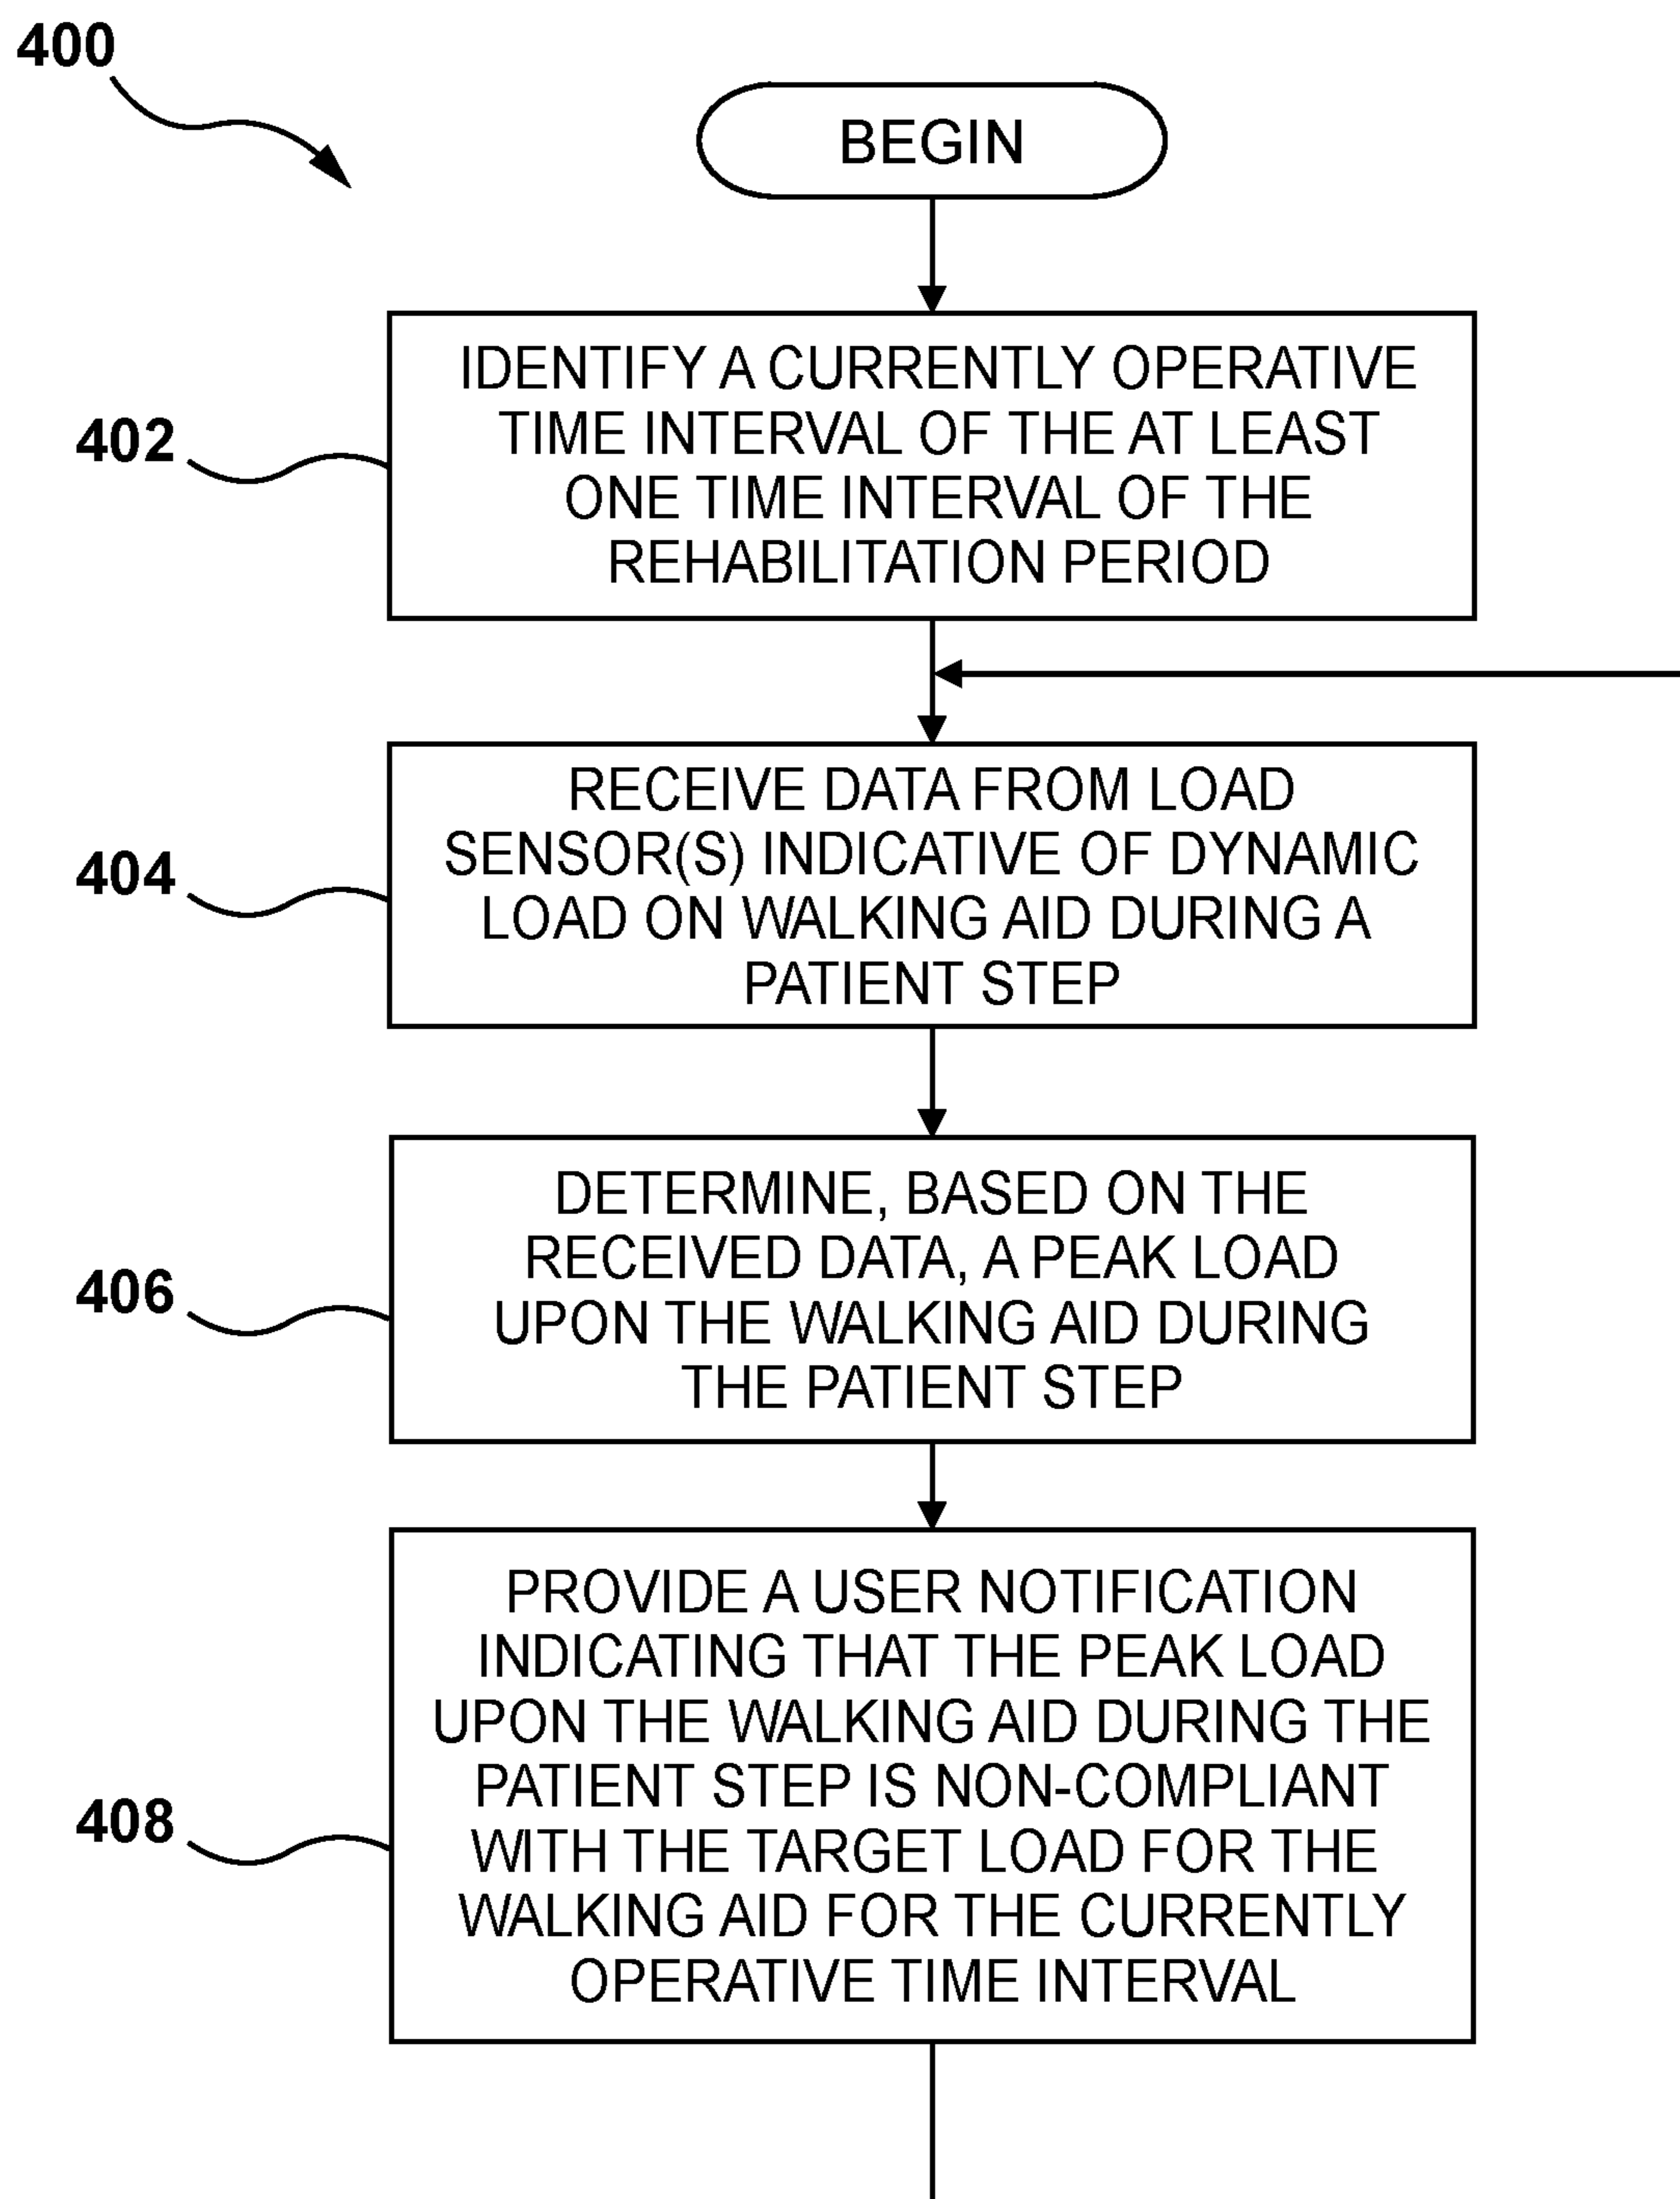 400
BEGIN
402
IDENTIFY A CURRENTLY OPERATIVE
TIME INTERVAL OF THE AT LEAST
ONE TIME INTERVAL OF THE
REHABILITATION PERIOD
404
RECEIVE DATA FROM LOAD
SENSOR(S) INDICATIVE OF DYNAMIC
LOAD ON WALKING AID DURING A
PATIENT STEP
406
DETERMINE, BASED ON THE
RECEIVED DATA, A PEAK LOAD
UPON THE WALKING AID DURING
THE PATIENT STEP
408
PROVIDE A USER NOTIFICATION
INDICATING THAT THE PEAK LOAD
UPON THE WALKING AID DURING THE
PATIENT STEP IS NON-COMPLIANT
WITH THE TARGET LOAD FOR THE
WALKING AID FOR THE CURRENTLY
OPERATIVE TIME INTERVAL